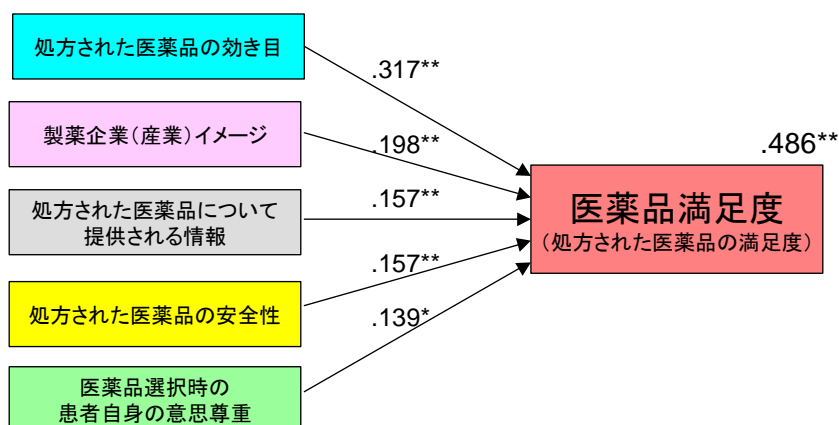 処方された医薬品の効き目
.317**
製薬企業(産業)イメージ
.198**
.486**
処方された医薬品について
提供される情報
.157**
医薬品満足度
(処方された医薬品の満足度)
処方された医薬品の安全性
.157**
.139*
医薬品選択時の
患者自身の意思尊重